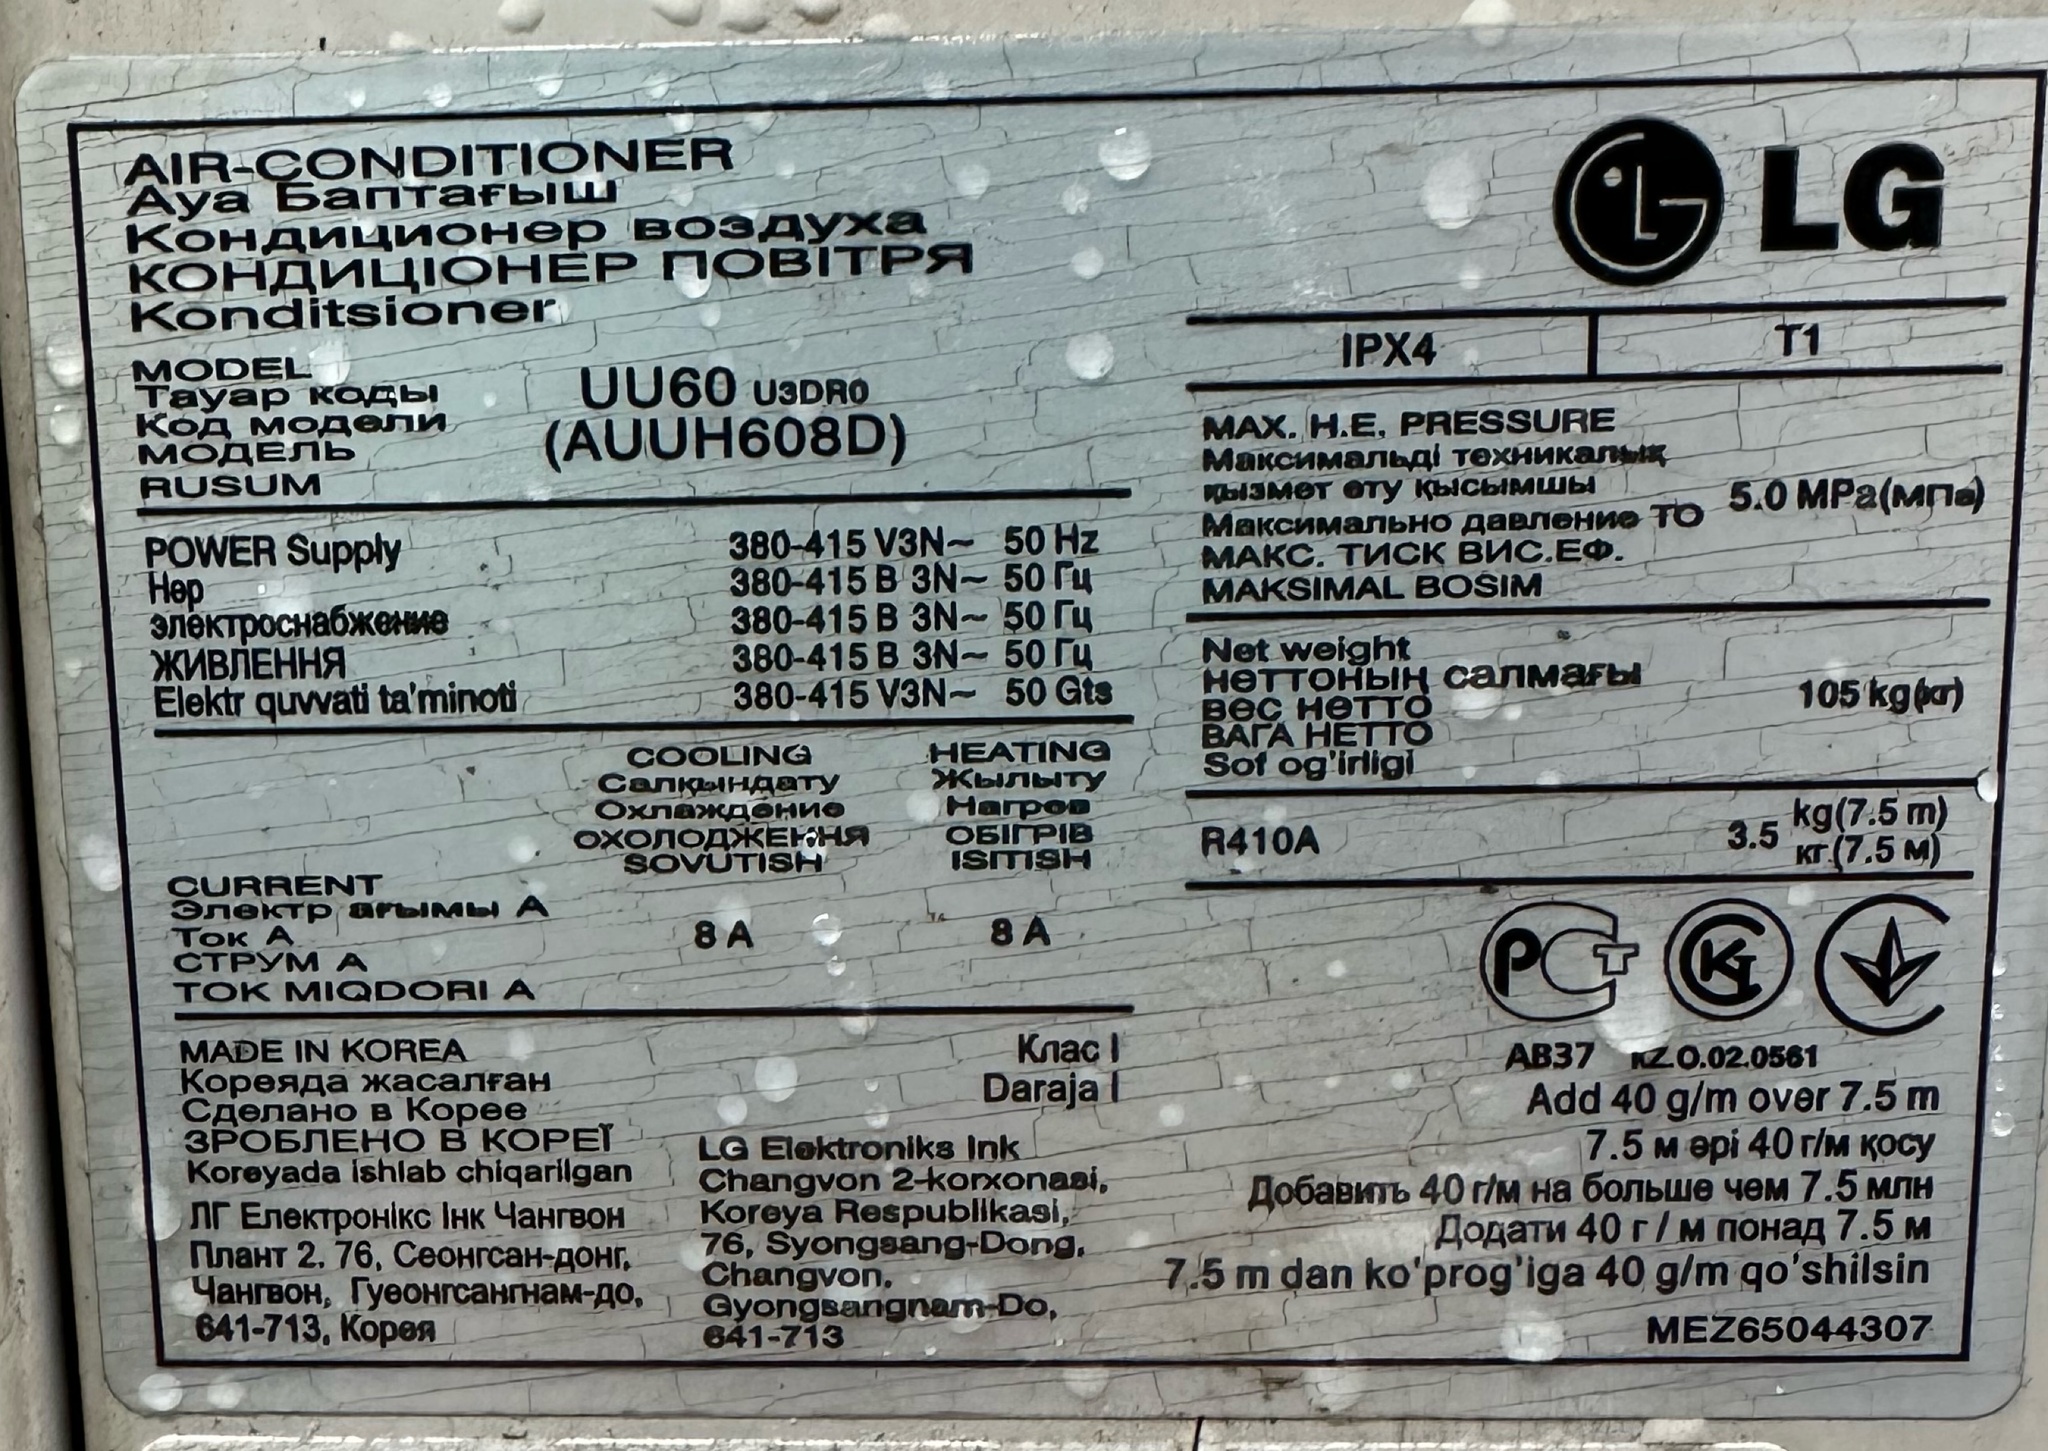 AIR-CONDITIONER
Ауа Баптағыш
Кондиционер воздуха
КОНДИЦІОНЕР ПОВІТРЯ
Konditsioner
MODEL
Тауар коды
Код модели
МОДЕЛЬ
RUSUM
UU60 U3DR0
(AUUH608D)
POWER Supply 380-415 V3N~ 50 Hz
Нәр 380-415 В 3N~ 50 Гц
электроснабжение 380-415 В 3N~ 50 Гц
ЖИВЛЕННЯ 380-415 В 3N~ 50 Гц
Elektr quvvati ta'minoti 380-415 V3N~ 50 Gts
COOLING HEATING
Салқындату Жылыту
Охлаждение Нагрев
ОХОЛОДЖЕННЯ ОБІГРІВ
SOVUTISH ISITISH
CURRENT
Электр ағымы А
Ток А
СТРУМ А
TOK MIQDORI A
8 A 8 A
MADE IN KOREA
Кореяда жасалған
Сделано в Корее
ЗРОБЛЕНО В КОРЕЇ
Koreyada ishlab chiqarilgan
Клас I
Daraja I
ЛГ Електронікс Інк Чангвон
Плант 2. 76, Сеонгсан-донг,
Чангвон, Гуеонгсангнам-до,
641-713, Корея
LG Elektroniks Ink
Changvon 2-korxonasi,
Koreya Respublikasi,
76, Syongsang-Dong,
Changvon,
Gyongsangnam-Do,
641-713
LG LG
IPX4 T1
MAX. H.E. PRESSURE
Максимальді техникалық
қызмет өту қысымшы
Максимально давление ТО
МАКС. ТИСК ВИС.ЕФ.
MAKSIMAL BOSIM
5.0 MPa(мПа)
Net weight
нөттоның салмағы
вес нетто
ВАГА НЕТТО
Sof og'irligi
105 kg(кг)
R410A 3.5 kg(7.5 m)
кг.(7.5 м)
РСТ
АВ37 KZ.O.02.0561
Add 40 g/m over 7.5 m
7.5 м әрі 40 г/м қосу
Добавить 40 г/м на больше чем 7.5 млн
Додати 40 г / м понад 7.5 м
7.5 m dan ko'prog'iga 40 g/m qo'shilsin
MEZ65044307